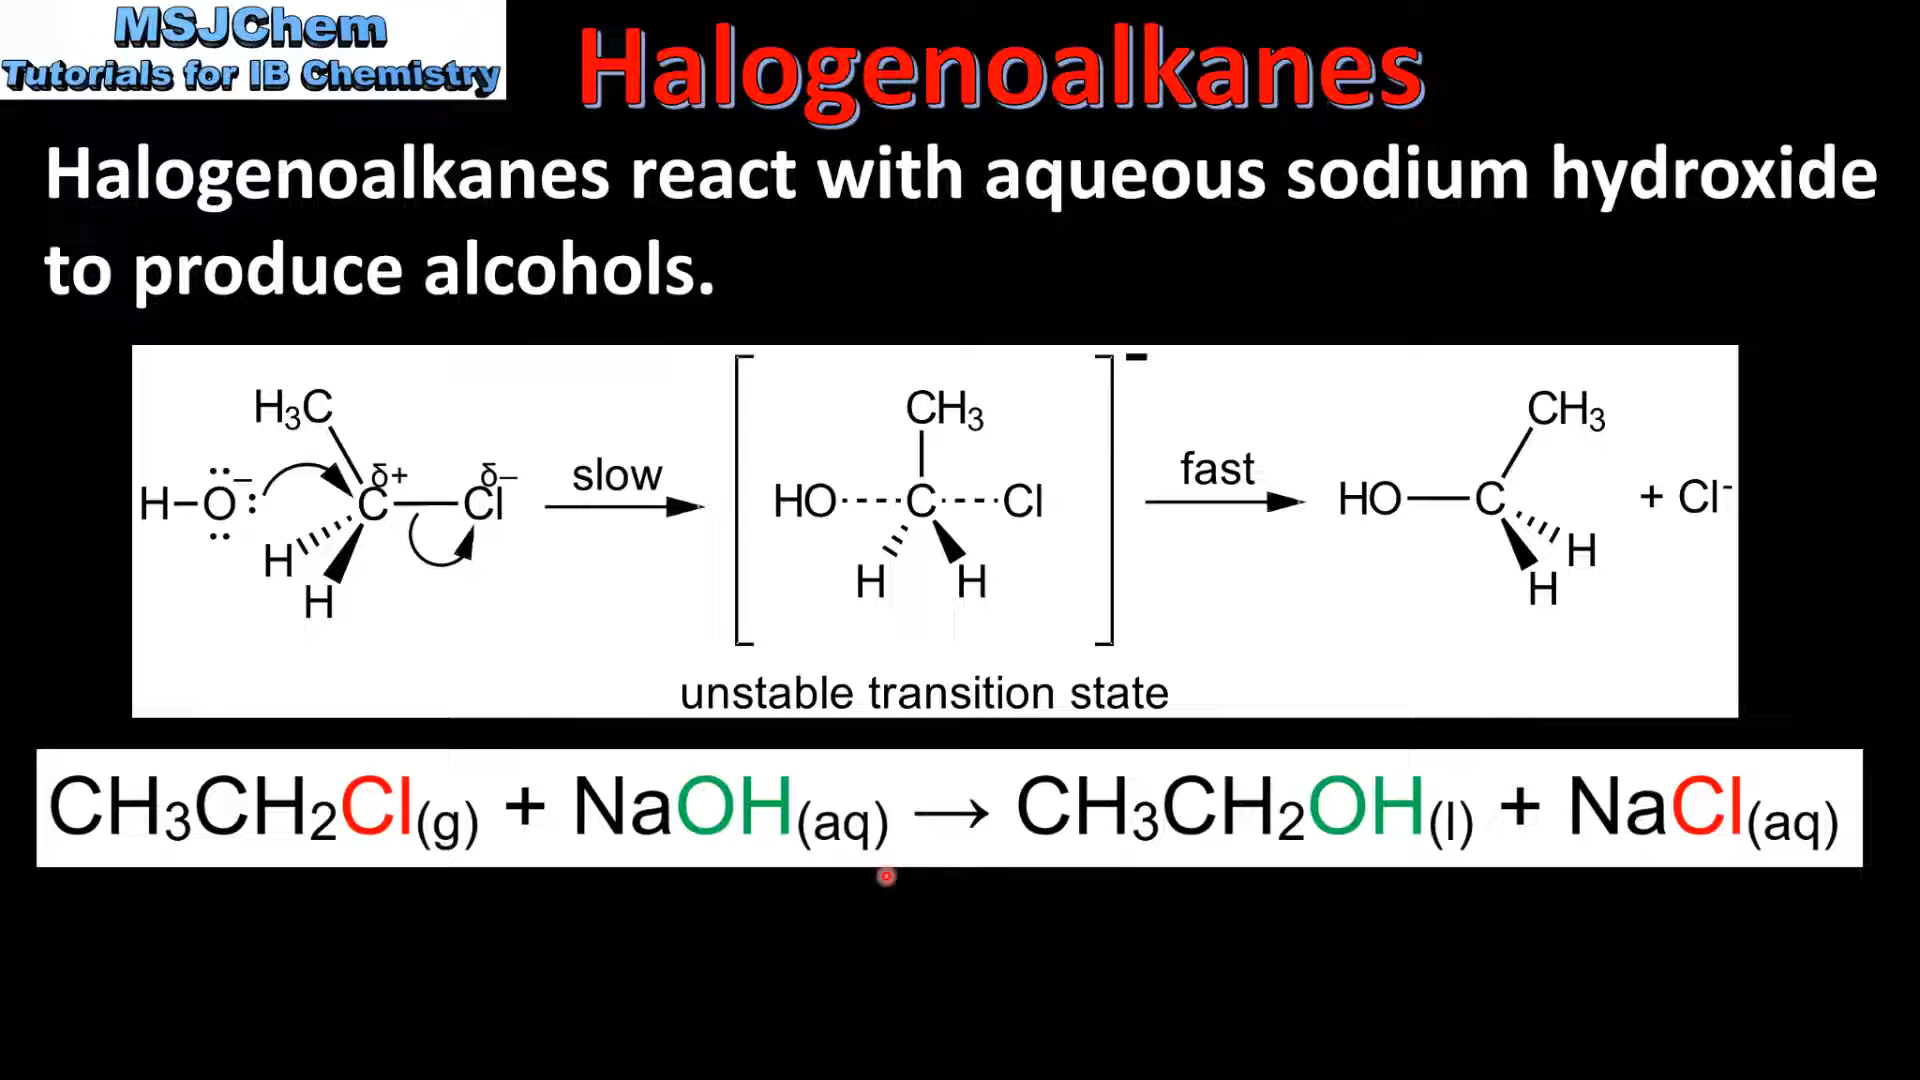 MSJChem
Tutorials for IB Chemistry
Halogenoalkanes
Halogenoalkanes react with aqueous sodium hydroxide
to produce alcohols.
H₃C
H–O:⁻
C δ+
Cl δ–
H
H
slow
CH₃
HO----C----Cl
H H
–
unstable transition state
fast
CH₃
HO—C
H
H
+ Cl⁻
CH₃CH₂Cl(g) + NaOH(aq) → CH₃CH₂OH(l) + NaCl(aq)